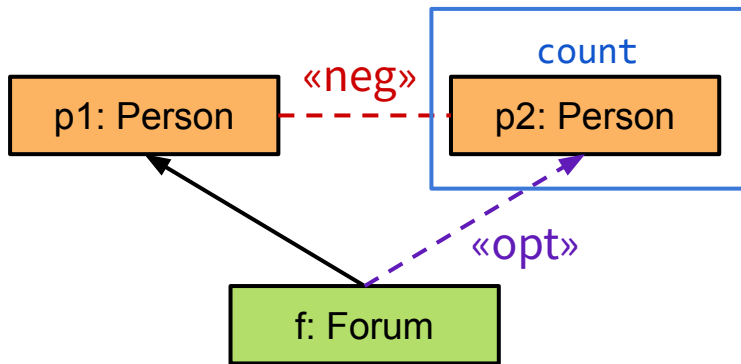 count
«neg»
p1: Person
p2: Person
«opt»
f: Forum